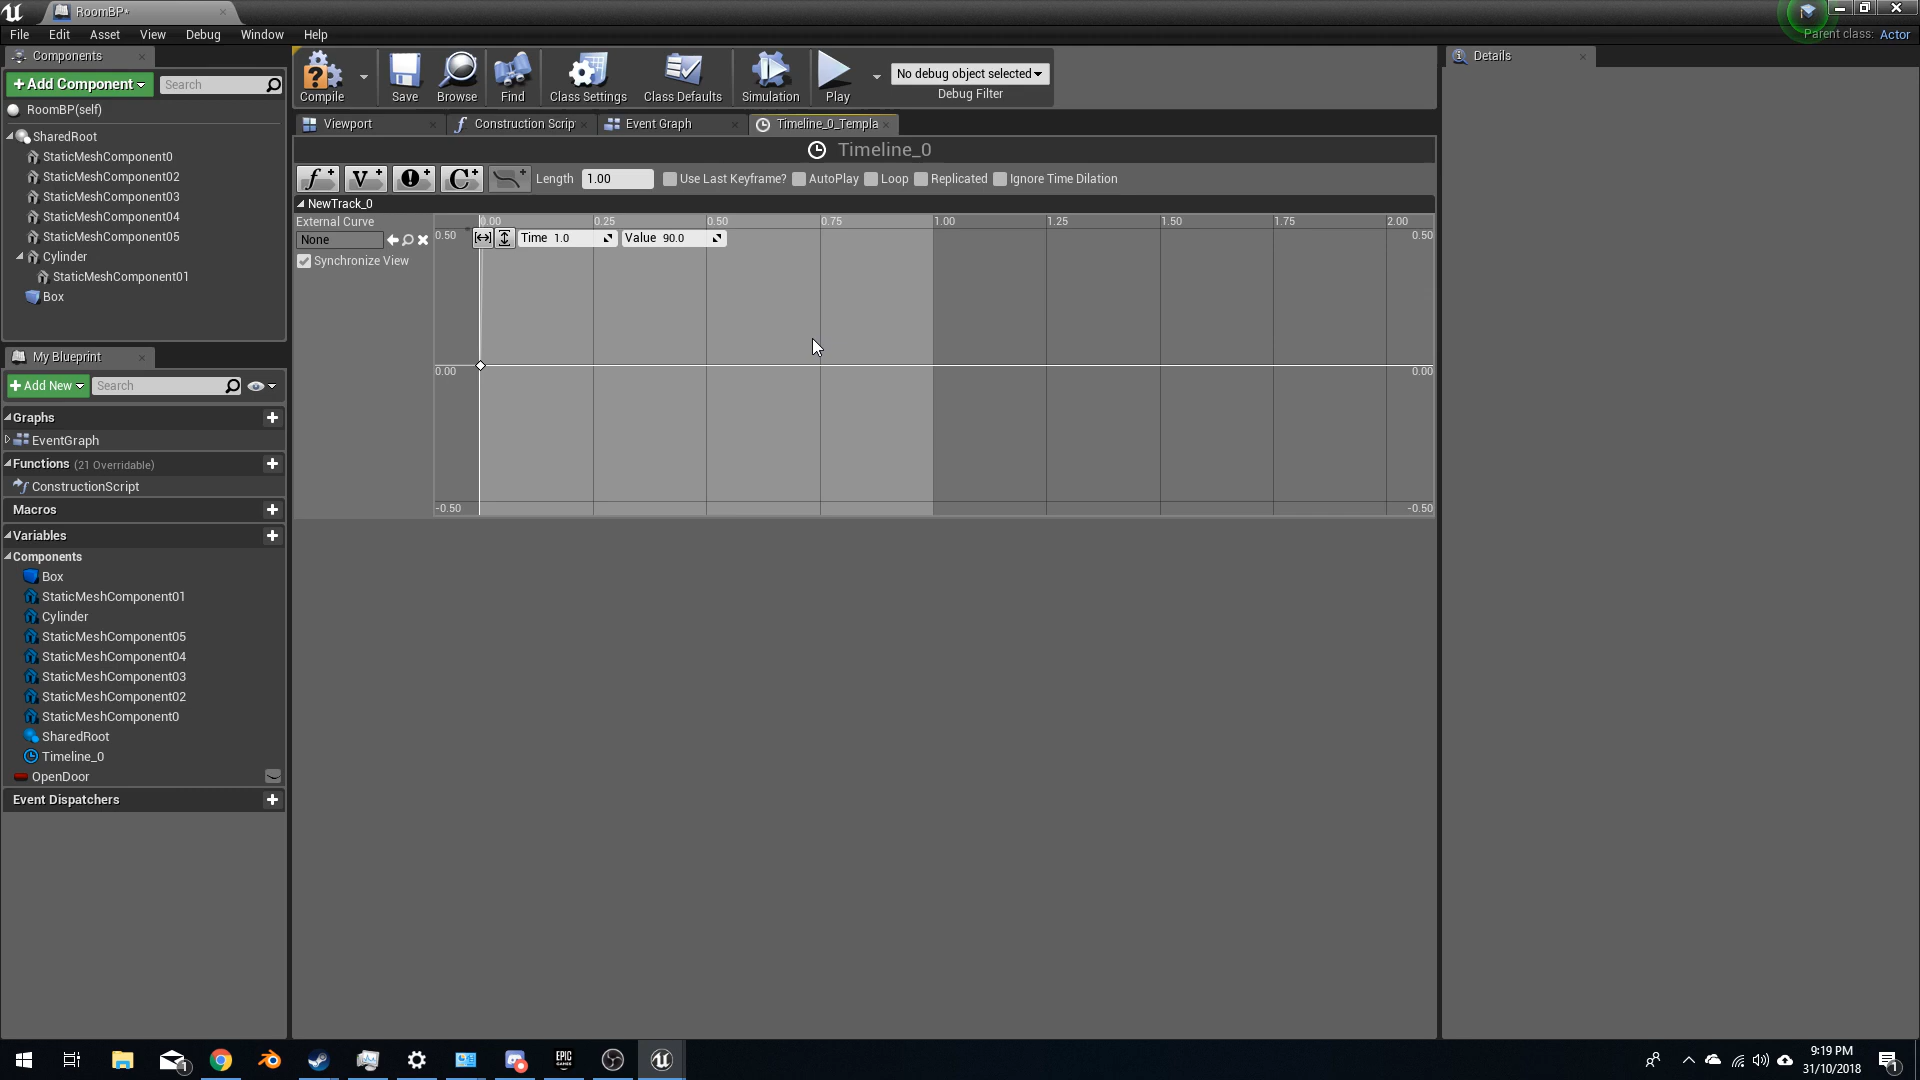 RoomBP*
File Edit Asset View Debug Window Help
Parent class: Actor
Components
+ Add Component
Search
RoomBP(self)
SharedRoot
StaticMeshComponent0
StaticMeshComponent02
StaticMeshComponent03
StaticMeshComponent04
StaticMeshComponent05
Cylinder
StaticMeshComponent01
Box
My Blueprint
+ Add New
Search
Graphs
EventGraph
Functions (21 Overridable)
ConstructionScript
Macros
Variables
Components
Box
StaticMeshComponent01
Cylinder
StaticMeshComponent05
StaticMeshComponent04
StaticMeshComponent03
StaticMeshComponent02
StaticMeshComponent0
SharedRoot
Timeline_0
OpenDoor
Event Dispatchers
Compile Save Browse Find Class Settings Class Defaults Simulation Play
No debug object selected
Debug Filter
Viewport Construction Scrip Event Graph Timeline_0_Templa
Timeline_0
f+ V+ !+ C+ Length 1.00 Use Last Keyframe? AutoPlay Loop Replicated Ignore Time Dilation
NewTrack_0
External Curve
None
Synchronize View
0.00 0.25 0.50 0.75 1.00 1.25 1.50 1.75 2.00
0.50 Time 1.0 Value 90.0 0.50
0.00 0.00
-0.50 -0.50
Details
1
EPIC GAMES
9:19 PM
31/10/2018
1